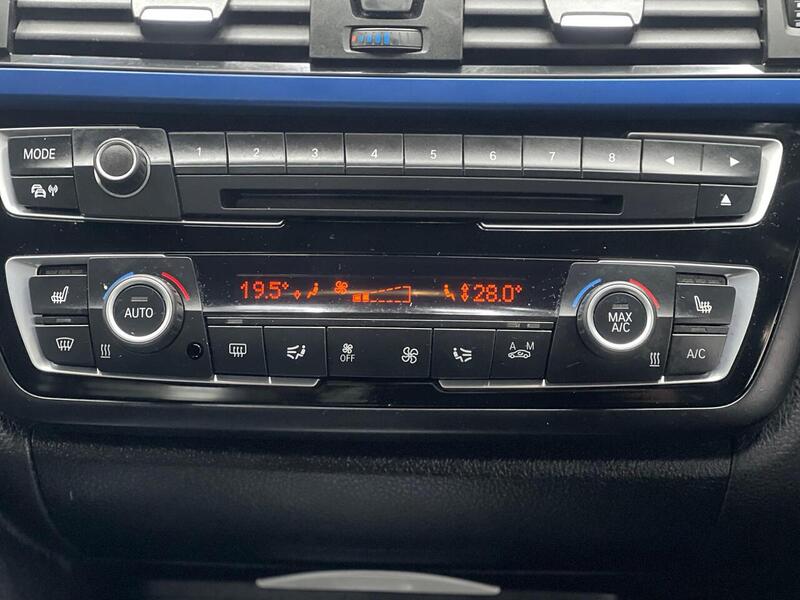 MODE 1 2 3 4 5 6 7 8
19.5° 28.0°
AUTO
MAX
A/C
OFF
A M
A/C